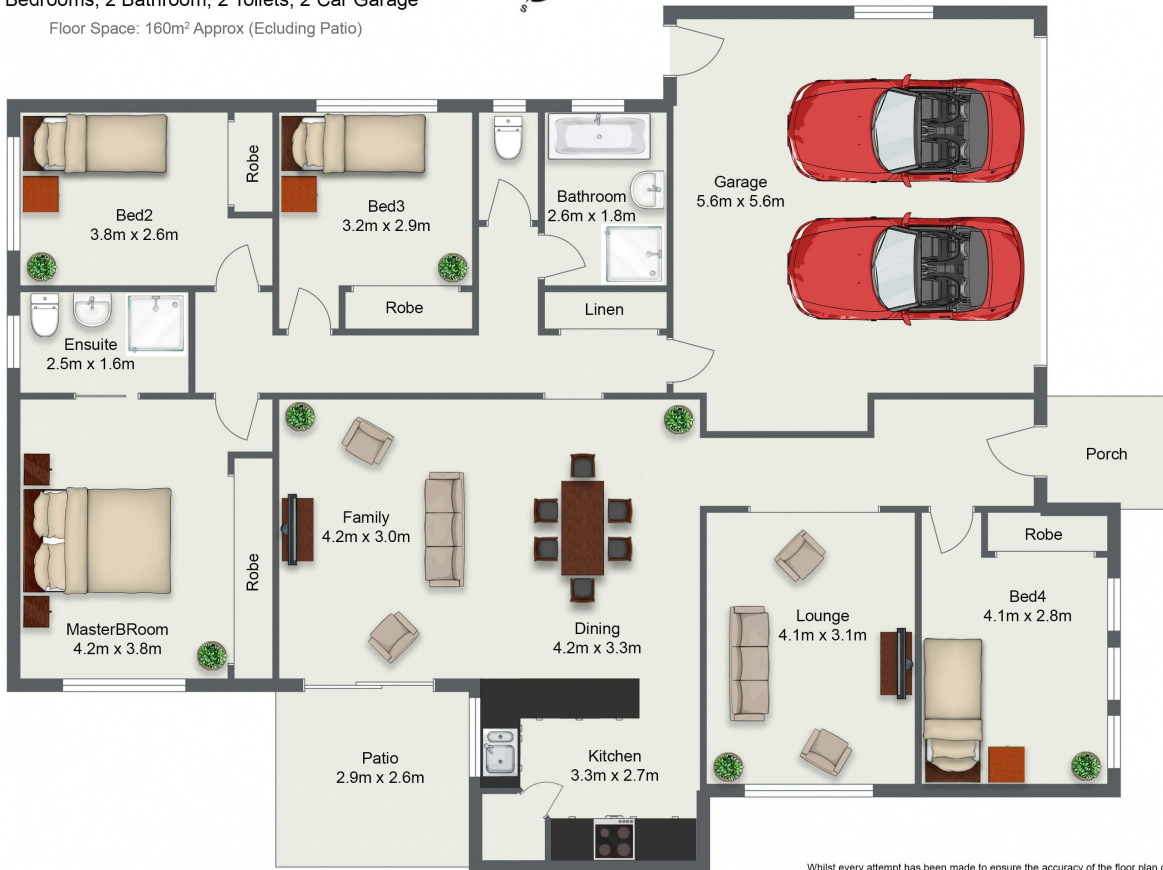 Bedrooms, 2 Bathroom, 2 Toilets, 2 Car Garage
Floor Space: 160m² Approx (Ecluding Patio)
S
Bed2
3.8m x 2.6m
Robe
Bed3
3.2m x 2.9m
Robe
Bathroom
2.6m x 1.8m
Linen
Garage
5.6m x 5.6m
Ensuite
2.5m x 1.6m
Porch
MasterBRoom
4.2m x 3.8m
Robe
Family
4.2m x 3.0m
Dining
4.2m x 3.3m
Lounge
4.1m x 3.1m
Robe
Bed4
4.1m x 2.8m
Patio
2.9m x 2.6m
Kitchen
3.3m x 2.7m
Whilst every attempt has been made to ensure the accuracy of the floor plan